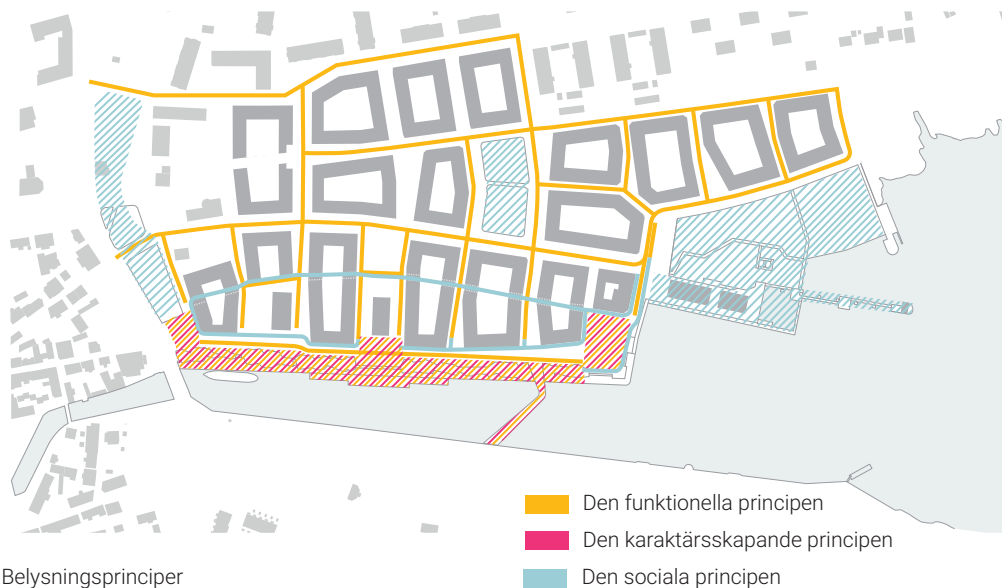 Den funktionella principen
Den karaktärsskapande principen
Den sociala principen
Belysningsprinciper